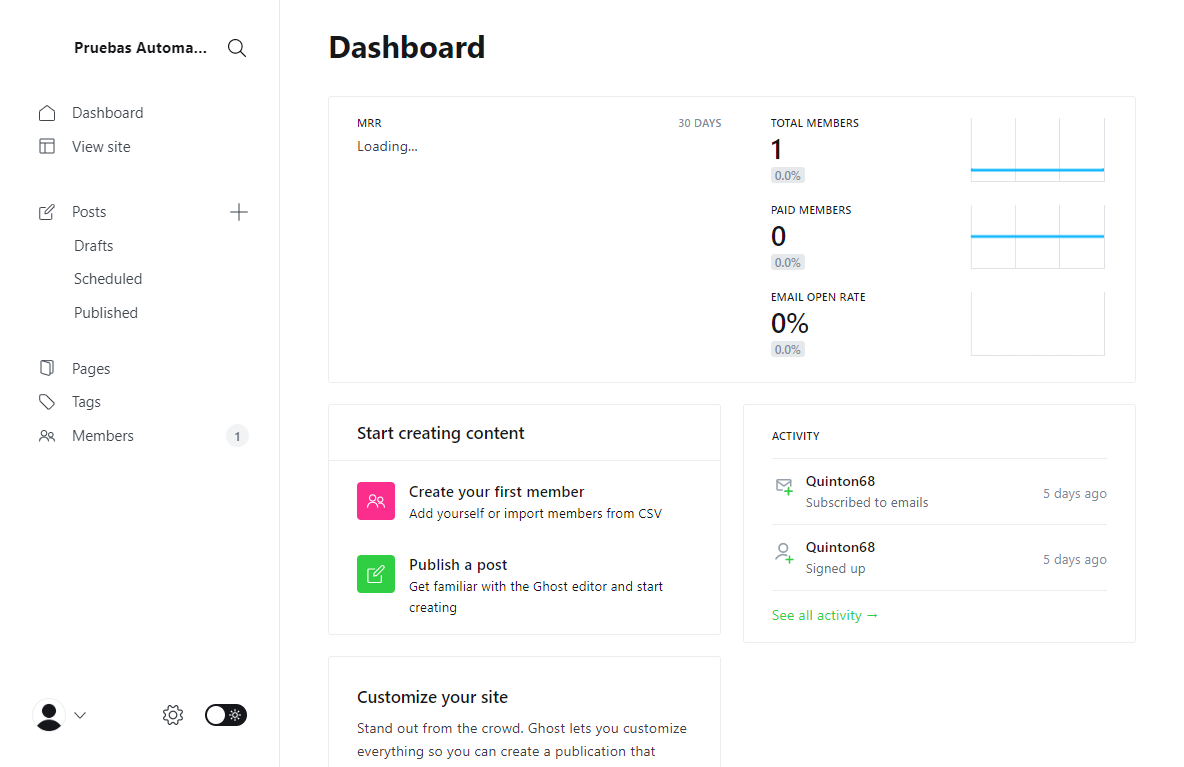 Pruebas Automa...
Dashboard
View site
Posts
Drafts
Scheduled
Published
Pages
Tags
Members
1
Dashboard
MRR
30 DAYS
Loading...
TOTAL MEMBERS
1
0.0%
PAID MEMBERS
0
0.0%
EMAIL OPEN RATE
0%
0.0%
Start creating content
Create your first member
Add yourself or import members from CSV
Publish a post
Get familiar with the Ghost editor and start
creating
ACTIVITY
Quinton68
Subscribed to emails
5 days ago
Quinton68
Signed up
5 days ago
See all activity →
Customize your site
Stand out from the crowd. Ghost lets you customize
everything so you can create a publication that